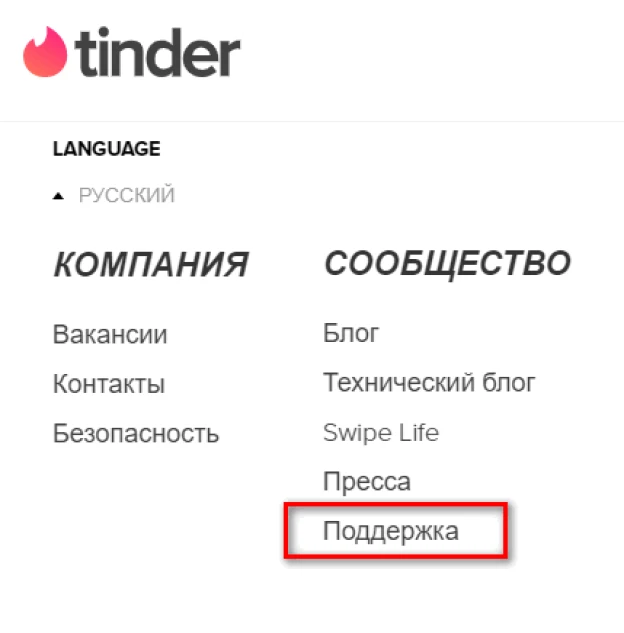 tinder
LANGUAGE
РУССКИЙ
КОМПАНИЯ
Вакансии
Контакты
Безопасность
СООБЩЕСТВО
Блог
Технический блог
Swipe Life
Пресса
Поддержка